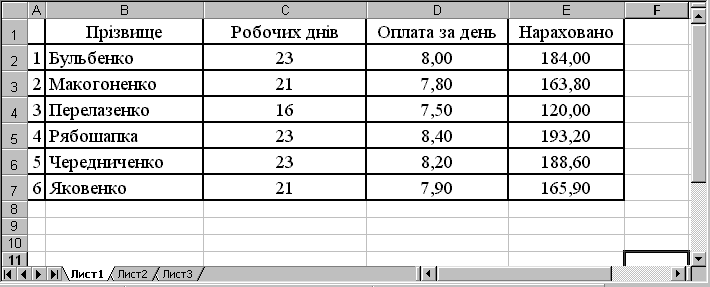 A B C D E F
1 Прізвище Робочих днів Оплата за день Нараховано
2 1 Бульбенко 23 8,00 184,00
3 2 Макогоненко 21 7,80 163,80
4 3 Перелазенко 16 7,50 120,00
5 4 Рябошапка 23 8,40 193,20
6 5 Чередниченко 23 8,20 188,60
7 6 Яковенко 21 7,90 165,90
8
9
10
11
Лист1 Лист2 Лист3